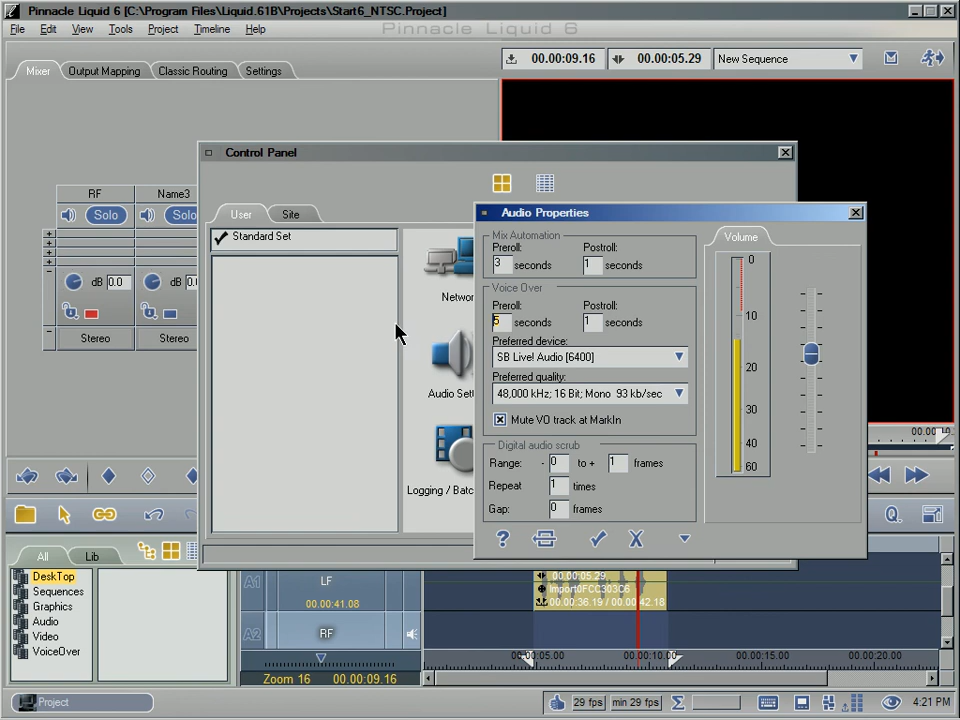 Pinnacle Liquid 6 [C:\Program Files\Liquid.61B\Projects\Start6_NTSC.Project]
File Edit View Tools Project Timeline Help
Pinnacle Liquid 6
Mixer Output Mapping Classic Routing Settings
00.00:09.16 00.00:05.29 New Sequence
RF Name3
Solo Solo
dB 0.0 dB 0.
Stereo Stereo
Control Panel
User Site
Standard Set
Networ
Audio Set
Logging / Batc
Audio Properties
Mix Automation
Preroll: Postroll:
3 seconds 1 seconds
Voice Over
Preroll: Postroll:
5 seconds 1 seconds
Preferred device:
SB Live! Audio [6400]
Preferred quality:
48,000 kHz; 16 Bit; Mono 93 kb/sec
Mute VO track at MarkIn
Digital audio scrub
Range: - 0 to + 1 frames
Repeat 1 times
Gap: 0 frames
Volume
0
10
20
30
40
60
Q.
All Lib
DeskTop
Sequences
Graphics
Audio
Video
VoiceOver
A1 LF
00.00:41.08
A2 RF
00.00:05.29
Import0FCC303C6
00.00:36.19 / 00.00:42.18
Zoom 16 00.00:09.16
00:00:05.00 00:00:10.00 00:00:15.00 00:00:20.00
Project
29 fps min 29 fps 4:21 PM